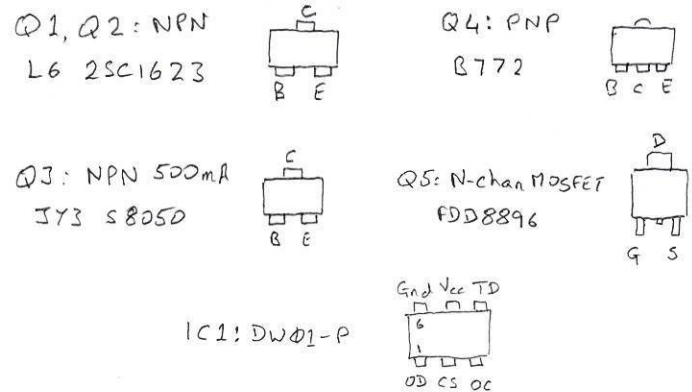 Q1, Q2: NPN
L6 2SC1623
C
B E
Q4: PNP
B772
B C E
Q3: NPN 500mA
JY3 S8050
C
B E
Q5: N-chan MOSFET
FDD8896
D
G S
IC1: DW01-P
Gnd Vcc TD
6
1
OD CS OC